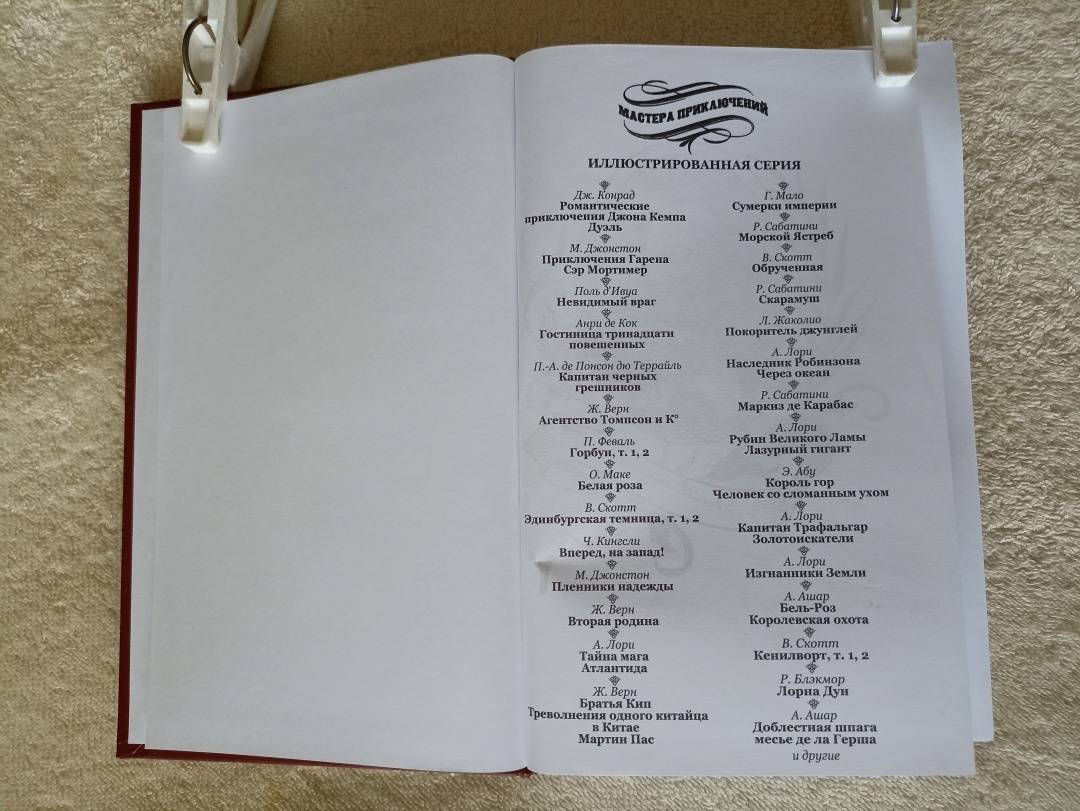 МАСТЕРА ПРИКЛЮЧЕНИЙ
ИЛЛЮСТРИРОВАННАЯ СЕРИЯ
Дж. Конрад
Романтические
приключения Джона Кемпа
Дуэль
М. Джонстон
Приключения Гарена
Сэр Мортимер
Поль д'Ивуа
Невидимый враг
Анри де Кок
Гостиница тринадцати
повешенных
П.-А. де Понсон дю Террайль
Капитан черных
грешников
Ж. Верн
Агентство Томпсон и К°
П. Феваль
Горбун, т. 1, 2
О. Маке
Белая роза
В. Скотт
Эдинбургская темница, т. 1, 2
Ч. Кингсли
Вперед, на запад!
М. Джонстон
Пленники надежды
Ж. Верн
Вторая родина
А. Лори
Тайна мага
Атлантида
Ж. Верн
Братья Кип
Треволнения одного китайца
в Китае
Мартин Пас
Г. Мало
Сумерки империи
Р. Сабатини
Морской Ястреб
В. Скотт
Обрученная
Р. Сабатини
Скарамуш
Л. Жаколио
Покоритель джунглей
А. Лори
Наследник Робинзона
Через океан
Р. Сабатини
Маркиз де Карабас
А. Лори
Рубин Великого Ламы
Лазурный гигант
Э. Абу
Король гор
Человек со сломанным ухом
А. Лори
Капитан Трафальгар
Золотоискатели
А. Лори
Изгнанники Земли
А. Ашар
Бель-Роз
Королевская охота
В. Скотт
Кенилворт, т. 1, 2
Р. Блэкмор
Лорна Дун
А. Ашар
Доблестная шпага
месье де ла Герша
и другие